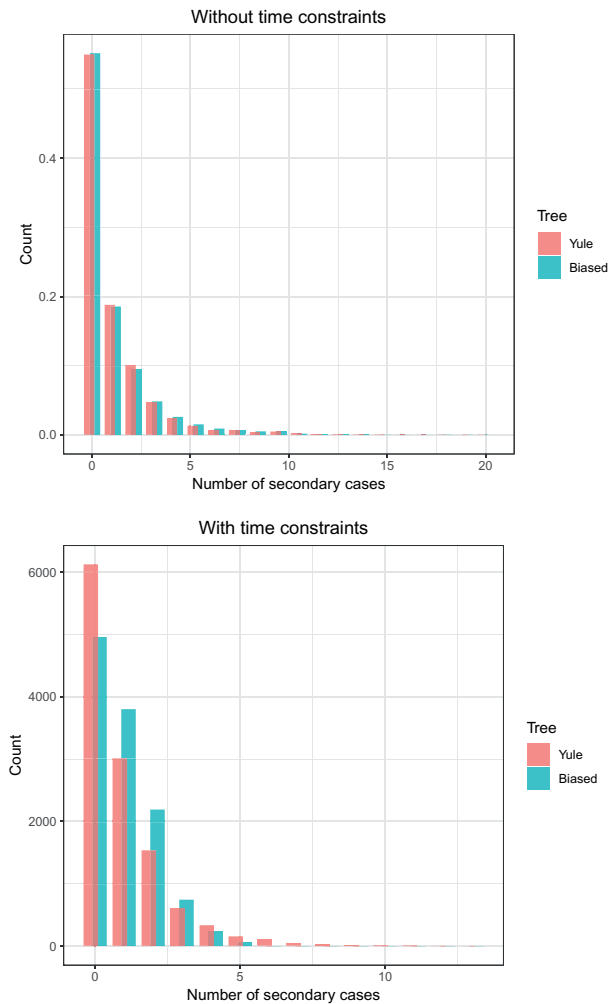 Without time constraints
0.4
0.2
0.0
Count
0 5 10 15 20
Number of secondary cases
Tree
Yule
Biased
With time constraints
6000
4000
2000
0
Count
0 5 10
Number of secondary cases
Tree
Yule
Biased